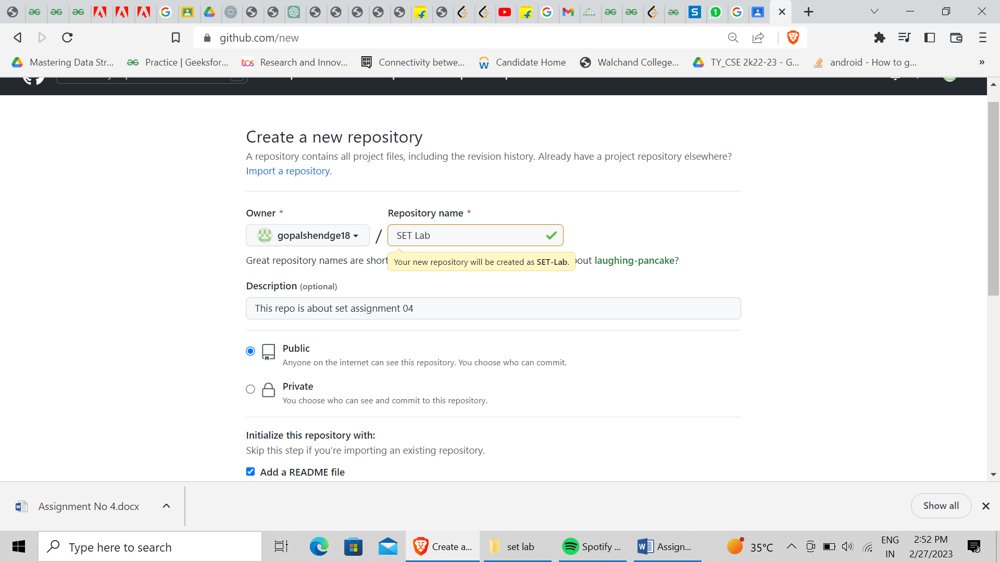 github.com/new
Mastering Data Str...
Practice | Geeksfor...
tcs
Research and Innov...
RASA
Connectivity betwe...
Candidate Home
Walchand College...
TY_CSE 2k22-23 - G...
android - How to g...
»
Create a new repository
A repository contains all project files, including the revision history. Already have a project repository elsewhere?
Import a repository.
Owner *
Repository name *
gopalshendge18
/
SET Lab
Great repository names are short
Your new repository will be created as SET-Lab.
bout laughing-pancake?
Description (optional)
This repo is about set assignment 04
Public
Anyone on the internet can see this repository. You choose who can commit.
Private
You choose who can see and commit to this repository.
Initialize this repository with:
Skip this step if you’re importing an existing repository.
Add a README file
Assignment No 4.docx
Show all
Type here to search
Create a...
set lab
Spotify ...
Assign...
35°C
ENG
IN
2:52 PM
2/27/2023